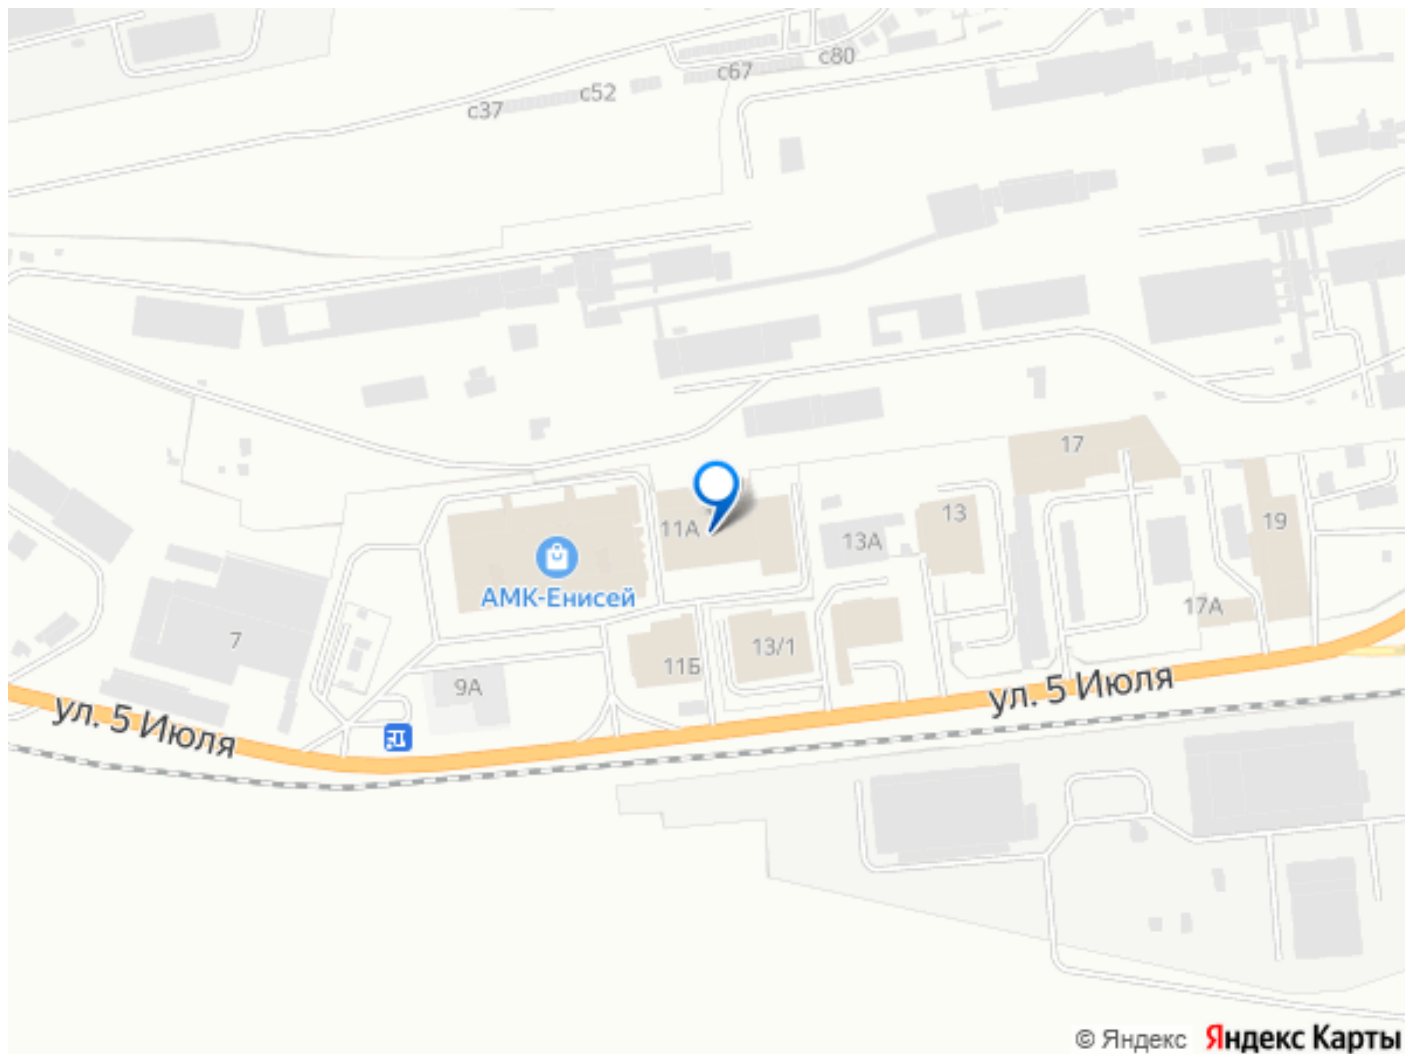 с80
с67
с52
с37
17
13
19
11А
13А
АМК-Енисей
17А
7
13/1
11Б
9А
ул. 5 Июля
ул. 5 Июля
© Яндекс Яндекс Карты